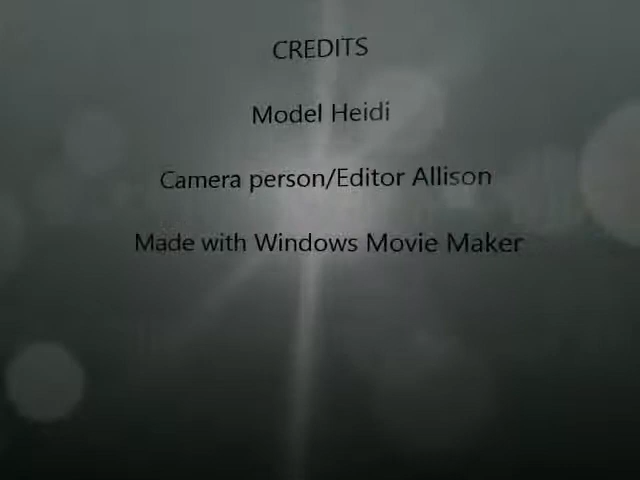 CREDITS
Model Heidi
Camera person/Editor Allison
Made with Windows Movie Maker